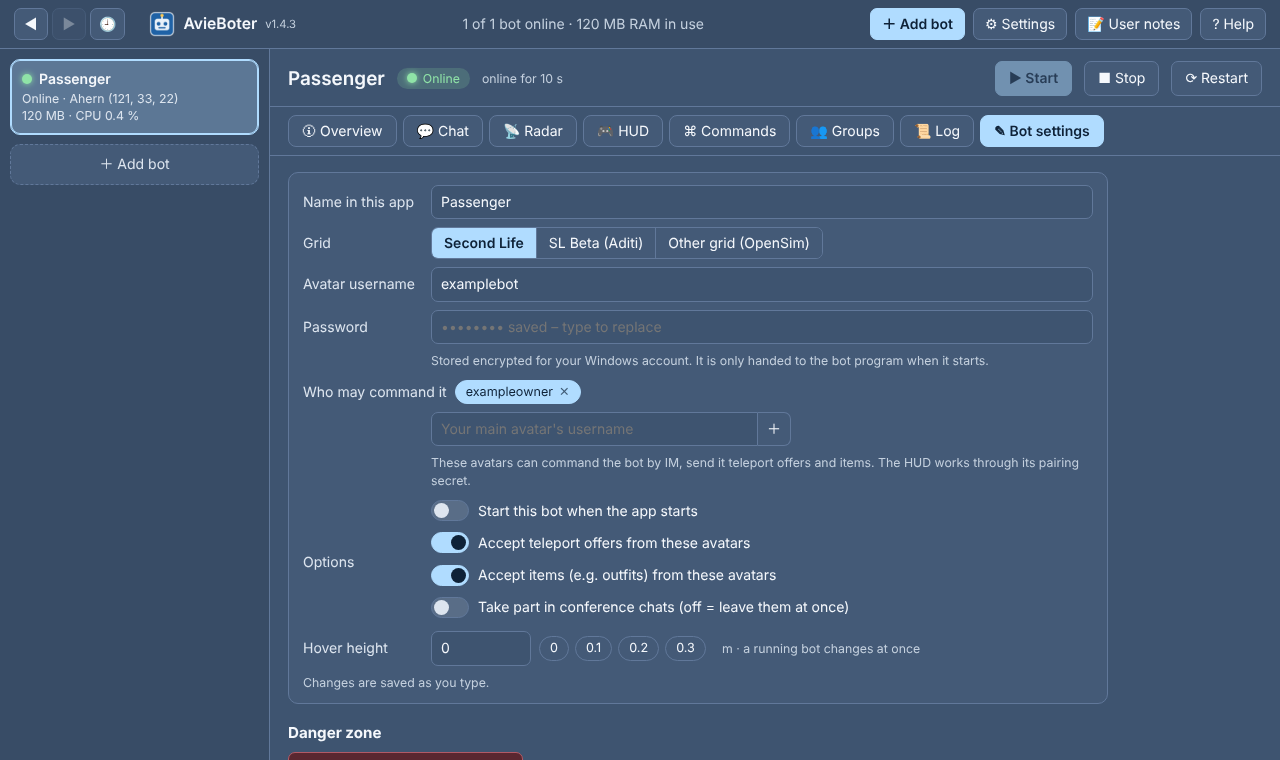 ◀ ▶ 🕘 AvieBoter v1.4.3 1 of 1 bot online · 120 MB RAM in use + Add bot ⚙ Settings 📝 User notes ? Help
Passenger
Online · Ahern (121, 33, 22)
120 MB · CPU 0.4 %
+ Add bot
Passenger Online online for 10 s ▶ Start ■ Stop ⟳ Restart
🛈 Overview 💬 Chat 📡 Radar 🎮 HUD ⌘ Commands 👥 Groups 📜 Log ✎ Bot settings
Name in this app Passenger
Grid Second Life SL Beta (Aditi) Other grid (OpenSim)
Avatar username examplebot
Password •••••••• saved – type to replace
Stored encrypted for your Windows account. It is only handed to the bot program when it starts.
Who may command it exampleowner ✕
Your main avatar's username +
These avatars can command the bot by IM, send it teleport offers and items. The HUD works through its pairing
secret.
Start this bot when the app starts
Accept teleport offers from these avatars
Options
Accept items (e.g. outfits) from these avatars
Take part in conference chats (off = leave them at once)
Hover height 0 0 0.1 0.2 0.3 m · a running bot changes at once
Changes are saved as you type.
Danger zone